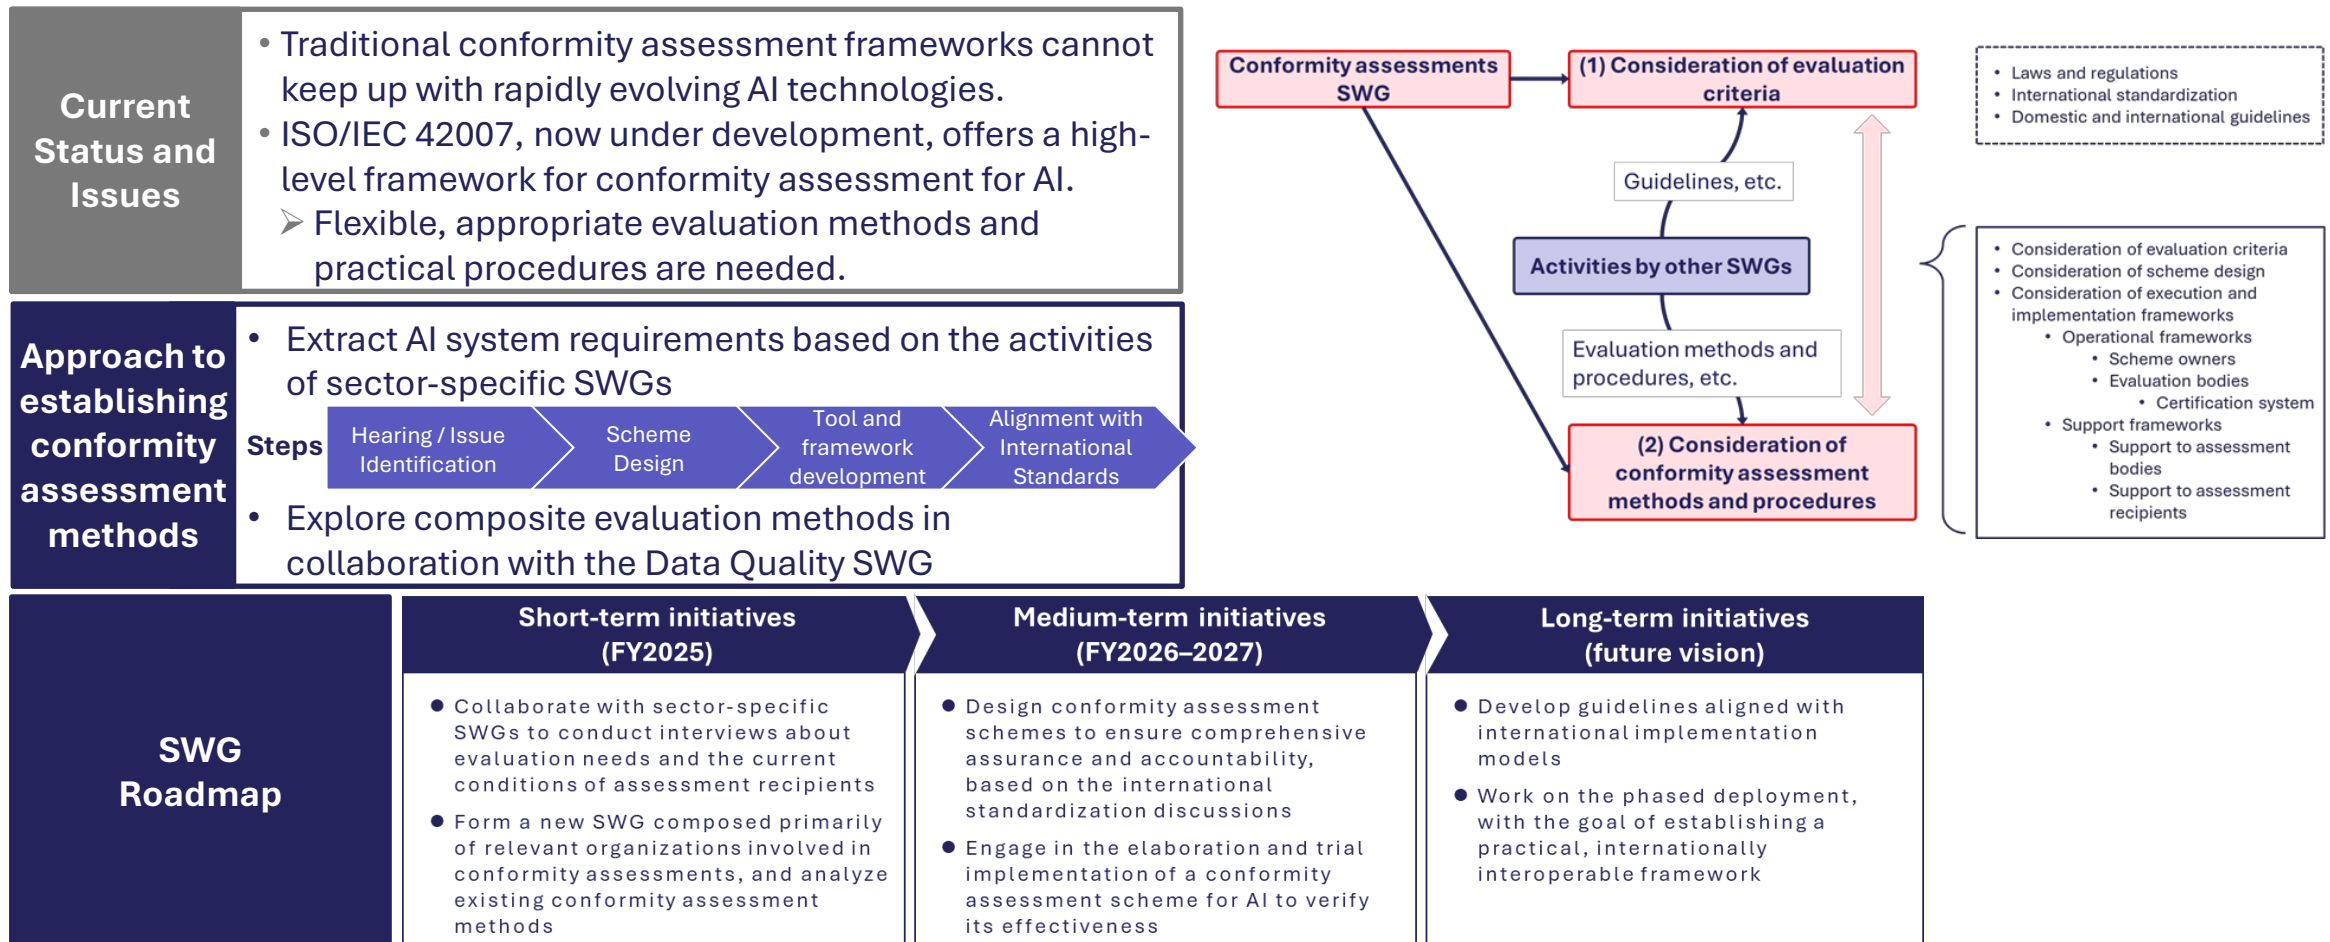 Current
Status and
Issues
• Traditional conformity assessment frameworks cannot
keep up with rapidly evolving AI technologies.
• ISO/IEC 42007, now under development, offers a high-
level framework for conformity assessment for AI.
➢ Flexible, appropriate evaluation methods and
practical procedures are needed.
Approach to
establishing
conformity
assessment
methods
• Extract AI system requirements based on the activities
of sector-specific SWGs
Steps
Hearing / Issue
Identification
Scheme
Design
Tool and
framework
development
Alignment with
International
Standards
• Explore composite evaluation methods in
collaboration with the Data Quality SWG
Conformity assessments
SWG
(1) Consideration of evaluation
criteria
Guidelines, etc.
Activities by other SWGs
Evaluation methods and
procedures, etc.
(2) Consideration of
conformity assessment
methods and procedures
• Laws and regulations
• International standardization
• Domestic and international guidelines
• Consideration of evaluation criteria
• Consideration of scheme design
• Consideration of execution and
implementation frameworks
• Operational frameworks
• Scheme owners
• Evaluation bodies
• Certification system
• Support frameworks
• Support to assessment
bodies
• Support to assessment
recipients
SWG
Roadmap
Short-term initiatives
(FY2025)
● Collaborate with sector-specific
SWGs to conduct interviews about
evaluation needs and the current
conditions of assessment recipients
● Form a new SWG composed primarily
of relevant organizations involved in
conformity assessments, and analyze
existing conformity assessment
methods
Medium-term initiatives
(FY2026–2027)
● Design conformity assessment
schemes to ensure comprehensive
assurance and accountability,
based on the international
standardization discussions
● Engage in the elaboration and trial
implementation of a conformity
assessment scheme for AI to verify
its effectiveness
Long-term initiatives
(future vision)
● Develop guidelines aligned with
international implementation
models
● Work on the phased deployment,
with the goal of establishing a
practical, internationally
interoperable framework